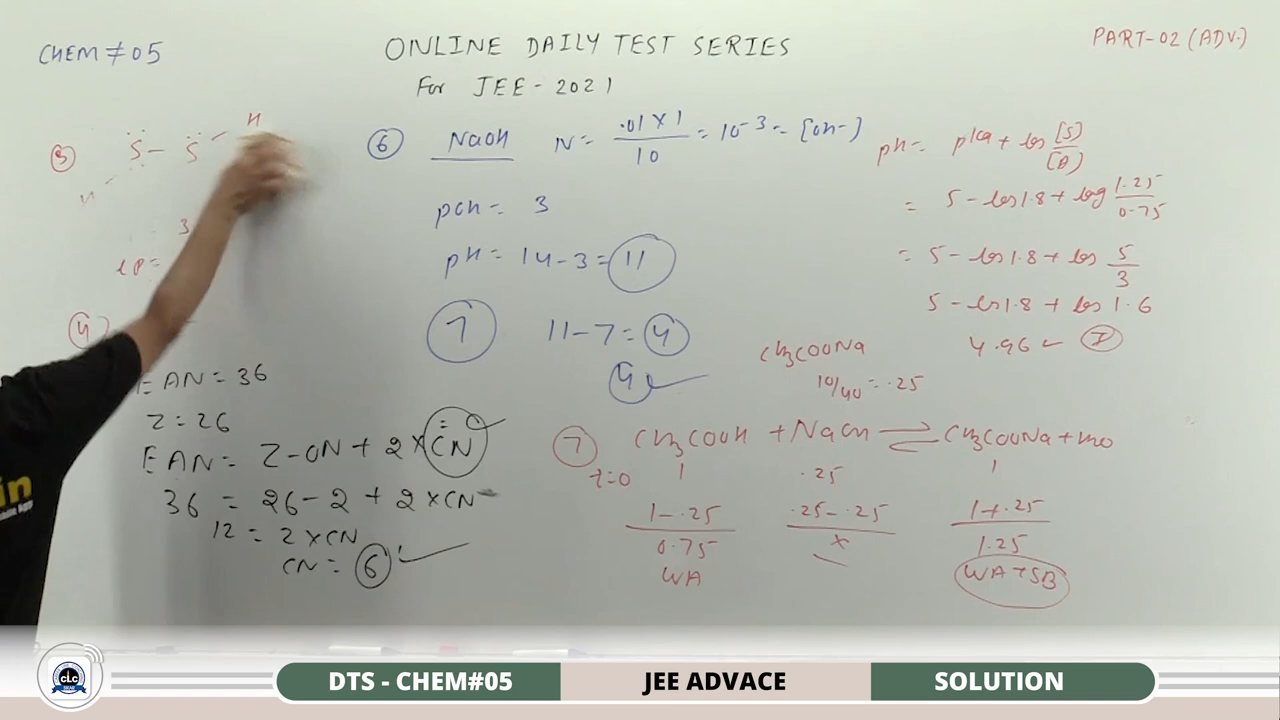 CHEM # 05
ONLINE DAILY TEST SERIES
For JEE - 2021
PART-02 (ADV.)
3
H
S - S
H
3
lp =
4
EAN = 36
Z = 26
EAN = Z - ON + 2 × CN
36 = 26 - 2 + 2 × CN
12 = 2 × CN
CN = 6
6 NaOH N = .01 × 1 / 10 = 10-3 = [OH-]
pOH = 3
pH = 14 - 3 = 11
7 11 - 7 = 4
4
pH = pKa + log [S] / [A]
= 5 - log 1.8 + log 1.25 / 0.75
= 5 - log 1.8 + log 5 / 3
5 - log 1.8 + log 1.6
4.96
CH3COONa
10/40 = .25
7 CH3COOH + NaOH ⇌ CH3COONa + H2O
t=0 1 .25 1
1 - .25 .25 - .25 1 + .25
0.75 × 1.25
WA WA + SB
in
CLC
SIKAR
DTS - CHEM#05
JEE ADVACE
SOLUTION